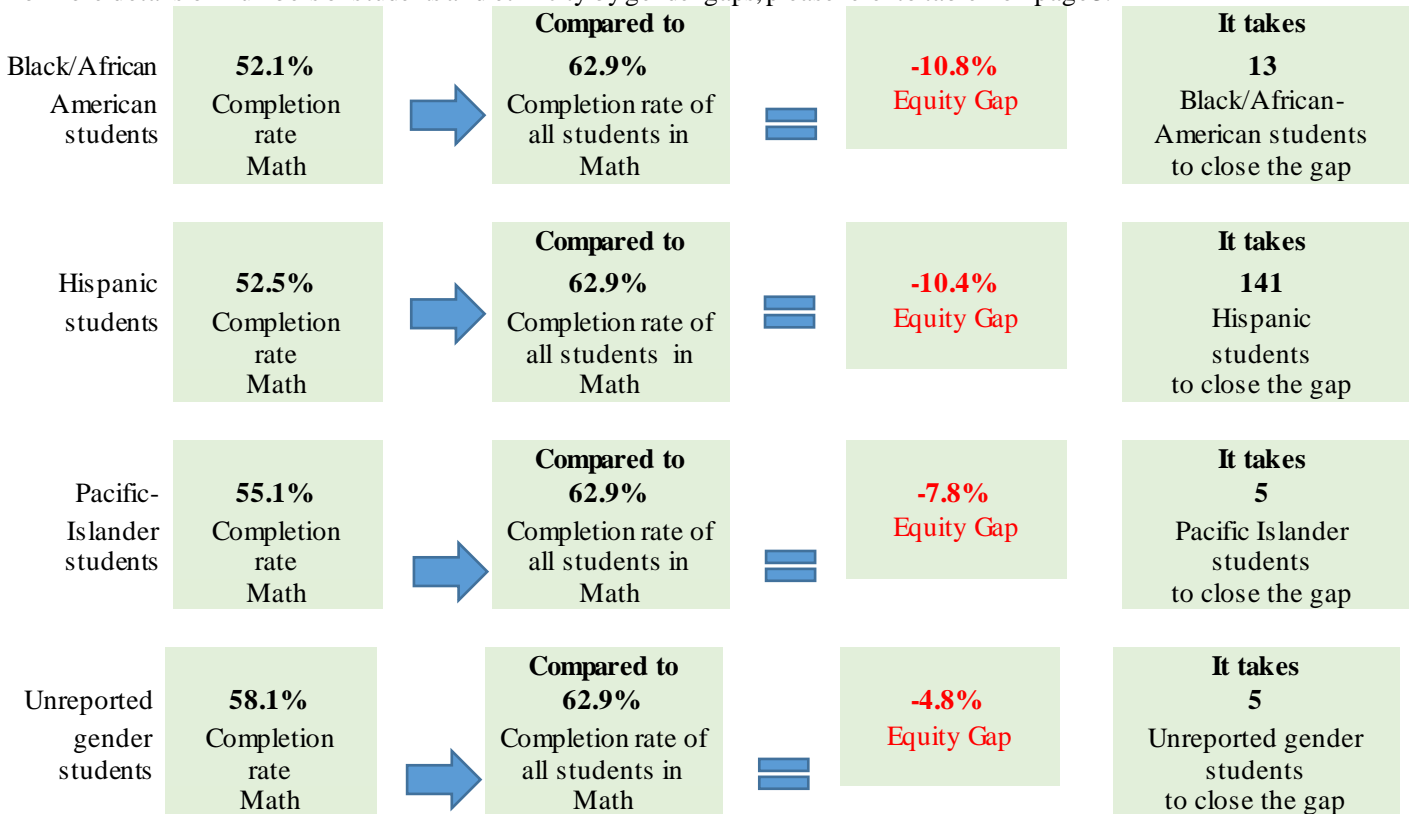 Compared to
It takes
Black/African
American
students
52.1%
Completion
rate
Math
62.9%
Completion rate of
all students in
Math
-10.8%
Equity Gap
13
Black/African-
American students
to close the gap
Compared to
It takes
Hispanic
students
52.5%
Completion
rate
Math
62.9%
Completion rate of
all students in
Math
-10.4%
Equity Gap
141
Hispanic
students
to close the gap
Compared to
It takes
Pacific-
Islander
students
55.1%
Completion
rate
Math
62.9%
Completion rate of
all students in
Math
-7.8%
Equity Gap
5
Pacific Islander
students
to close the gap
Compared to
It takes
Unreported
gender
students
58.1%
Completion
rate
Math
62.9%
Completion rate of
all students in
Math
-4.8%
Equity Gap
5
Unreported gender
students
to close the gap